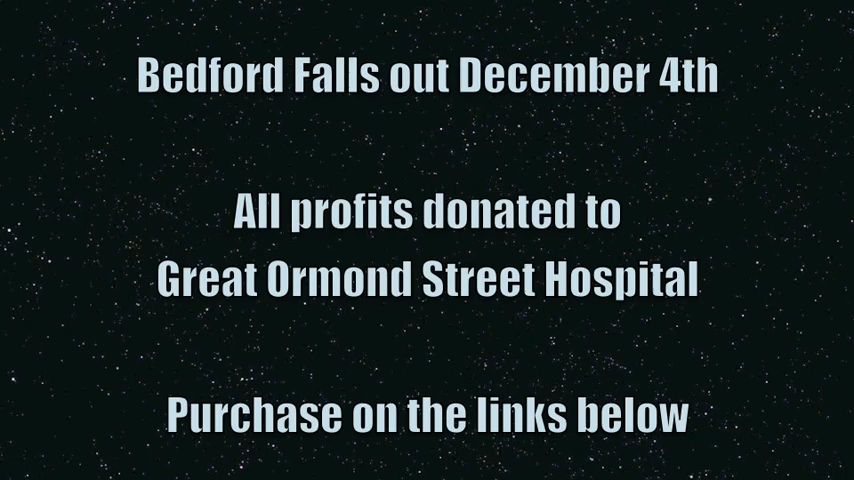 Bedford Falls out December 4th
All profits donated to
Great Ormond Street Hospital
Purchase on the links below